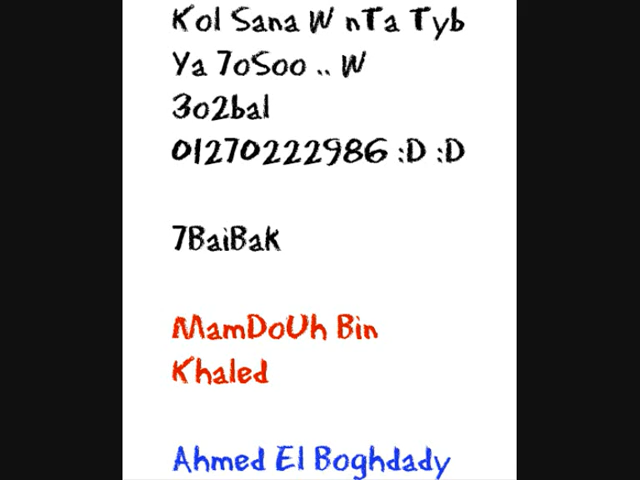 Kol Sana W nTa Tyb
Ya 7oSoo .. W
3o2bal
01270222986 :D :D
7BaiBaK
MamDoUh Bin
Khaled
Ahmed El Boghdady